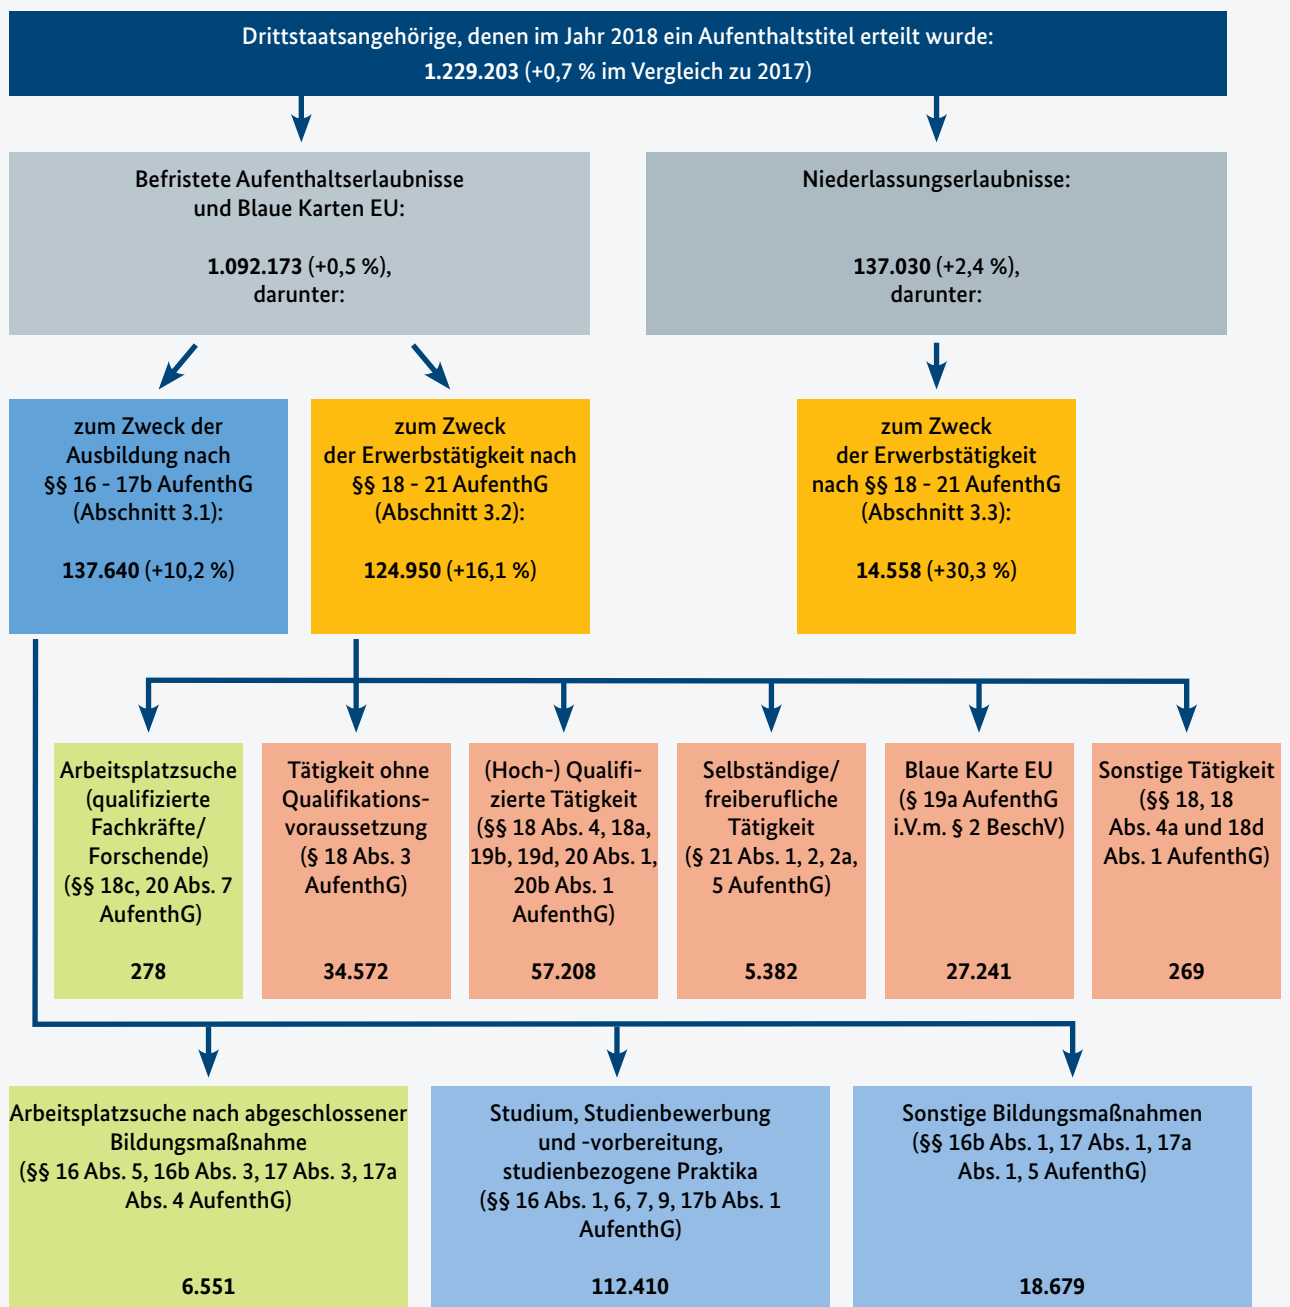 Drittstaatsangehörige, denen im Jahr 2018 ein Aufenthaltstitel erteilt wurde:
1.229.203 (+0,7 % im Vergleich zu 2017)
Befristete Aufenthaltserlaubnisse
und Blaue Karten EU:
1.092.173 (+0,5 %),
darunter:
Niederlassungserlaubnisse:
137.030 (+2,4 %),
darunter:
zum Zweck der
Ausbildung nach
§§ 16 - 17b AufenthG
(Abschnitt 3.1):
137.640 (+10,2 %)
zum Zweck
der Erwerbstätigkeit nach
§§ 18 - 21 AufenthG
(Abschnitt 3.2):
124.950 (+16,1 %)
zum Zweck
der Erwerbstätigkeit
nach §§ 18 - 21 AufenthG
(Abschnitt 3.3):
14.558 (+30,3 %)
Arbeitsplatzsuche
(qualifizierte
Fachkräfte/
Forschende)
(§§ 18c, 20 Abs. 7
AufenthG)
278
Tätigkeit ohne
Qualifikations-
voraussetzung
(§ 18 Abs. 3
AufenthG)
34.572
(Hoch-) Qualifi-
zierte Tätigkeit
(§§ 18 Abs. 4, 18a,
19b, 19d, 20 Abs. 1,
20b Abs. 1
AufenthG)
57.208
Selbständige/
freiberufliche
Tätigkeit
(§ 21 Abs. 1, 2, 2a,
5 AufenthG)
5.382
Blaue Karte EU
(§ 19a AufenthG
i.V.m. § 2 BeschV)
27.241
Sonstige Tätigkeit
(§§ 18, 18
Abs. 4a und 18d
Abs. 1 AufenthG)
269
Arbeitsplatzsuche nach abgeschlossener
Bildungsmaßnahme
(§§ 16 Abs. 5, 16b Abs. 3, 17 Abs. 3, 17a
Abs. 4 AufenthG)
6.551
Studium, Studienbewerbung
und -vorbereitung,
studienbezogene Praktika
(§§ 16 Abs. 1, 6, 7, 9, 17b Abs. 1
AufenthG)
112.410
Sonstige Bildungsmaßnahmen
(§§ 16b Abs. 1, 17 Abs. 1, 17a
Abs. 1, 5 AufenthG)
18.679